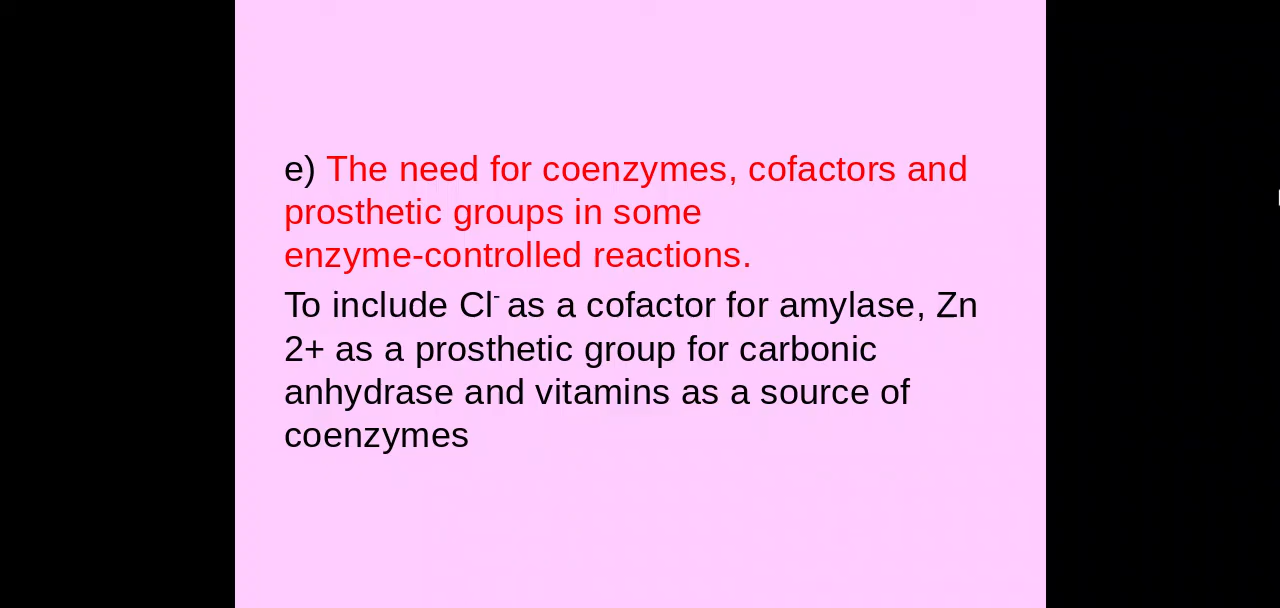 e) The need for coenzymes, cofactors and
prosthetic groups in some
enzyme-controlled reactions.
To include Cl⁻ as a cofactor for amylase, Zn
2+ as a prosthetic group for carbonic
anhydrase and vitamins as a source of
coenzymes